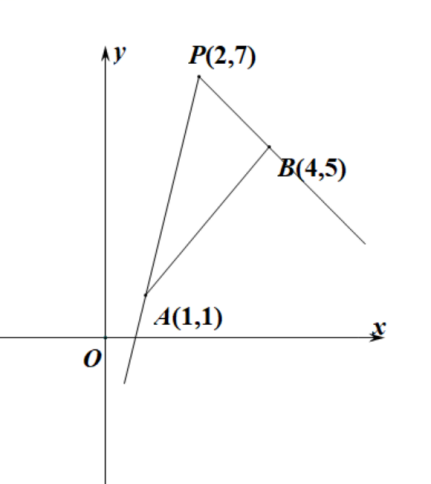 y
P(2,7)
B(4,5)
A(1,1)
x
O